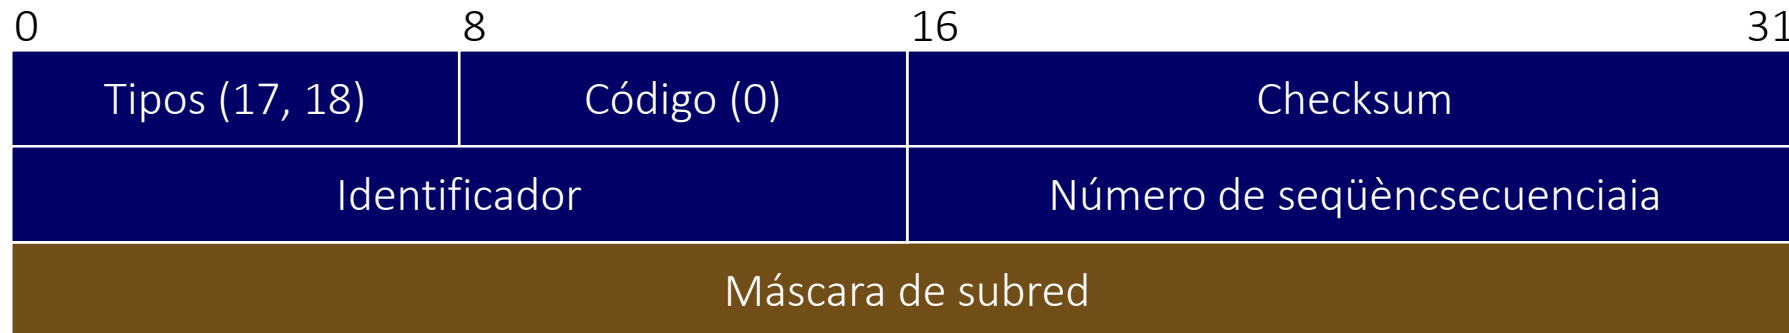 0 8 16 31
Tipos (17, 18) Código (0) Checksum
Identificador Número de seqüèncsecuenciaia
Máscara de subred